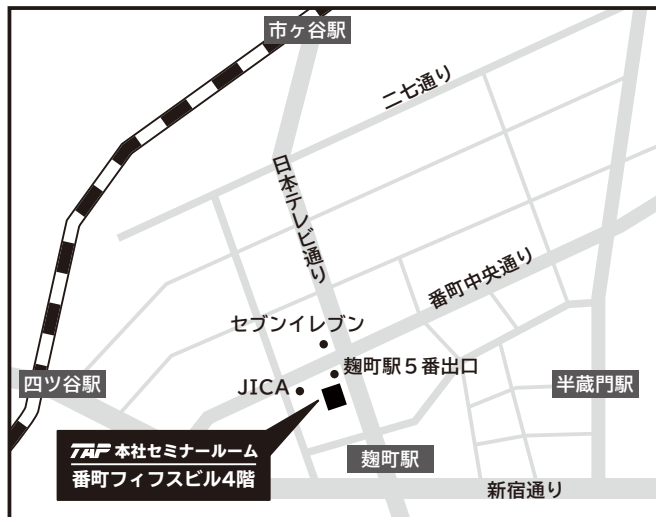 市ヶ谷駅
二七通り
日本テレビ通り
番町中央通り
セブンイレブン
麹町駅５番出口
四ツ谷駅
JICA
半蔵門駅
TAP 本社セミナールーム
番町フィフスビル4階
麹町駅
新宿通り